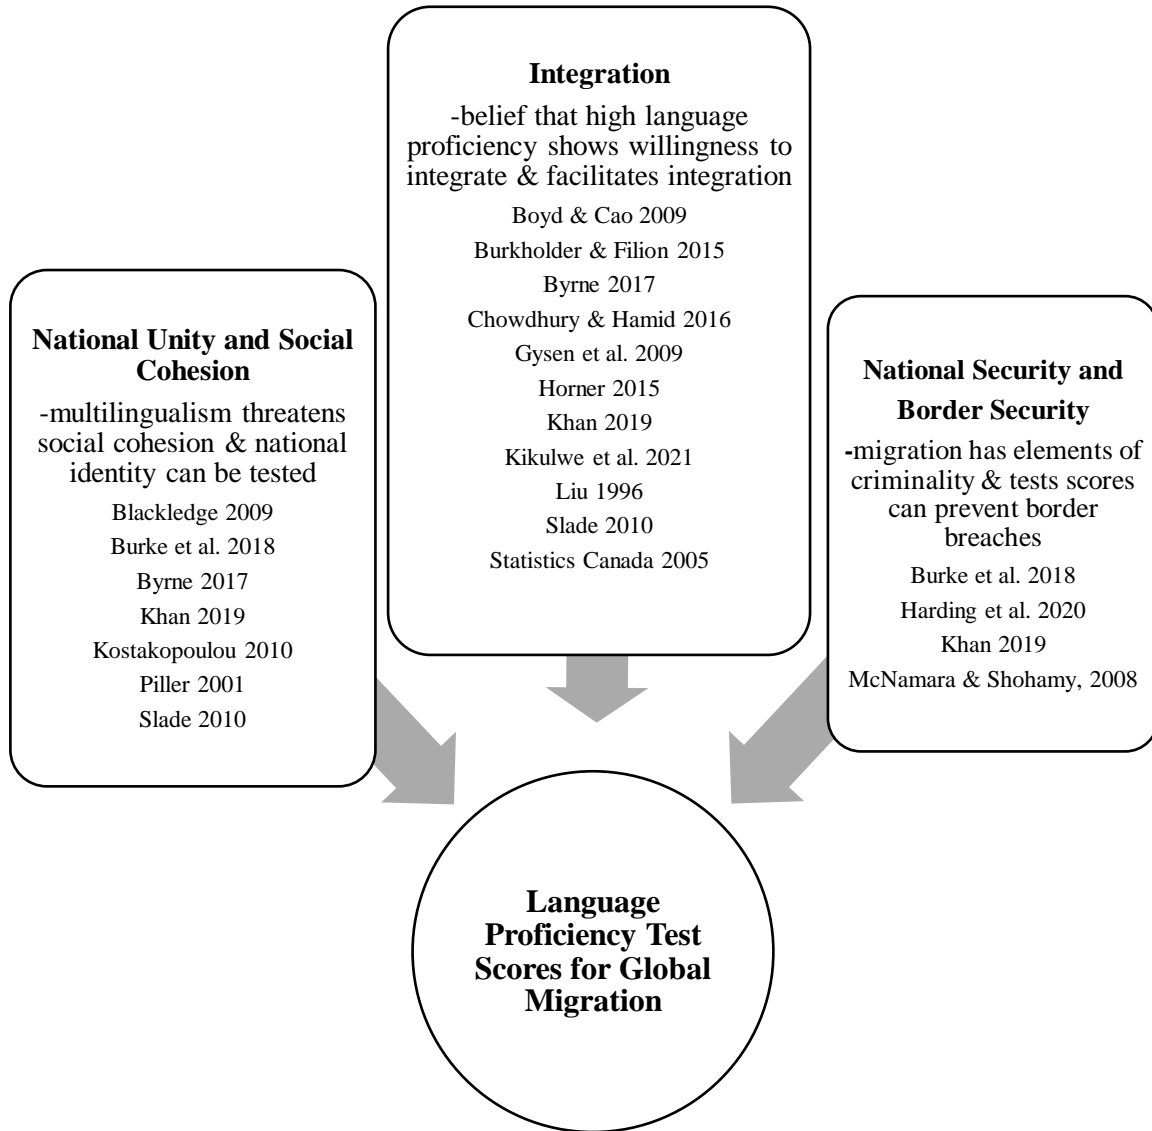 Integration
-belief that high language
proficiency shows willingness to
integrate & facilitates integration
Boyd & Cao 2009
Burkholder & Filion 2015
Byrne 2017
Chowdhury & Hamid 2016
Gysen et al. 2009
Horner 2015
Khan 2019
Kikulwe et al. 2021
Liu 1996
Slade 2010
Statistics Canada 2005
National Unity and Social
Cohesion
-multilingualism threatens
social cohesion & national
identity can be tested
Blackledge 2009
Burke et al. 2018
Byrne 2017
Khan 2019
Kostakopoulou 2010
Piller 2001
Slade 2010
National Security and
Border Security
-migration has elements of
criminality & tests scores
can prevent border
breaches
Burke et al. 2018
Harding et al. 2020
Khan 2019
McNamara & Shohamy, 2008
Language
Proficiency Test
Scores for Global
Migration